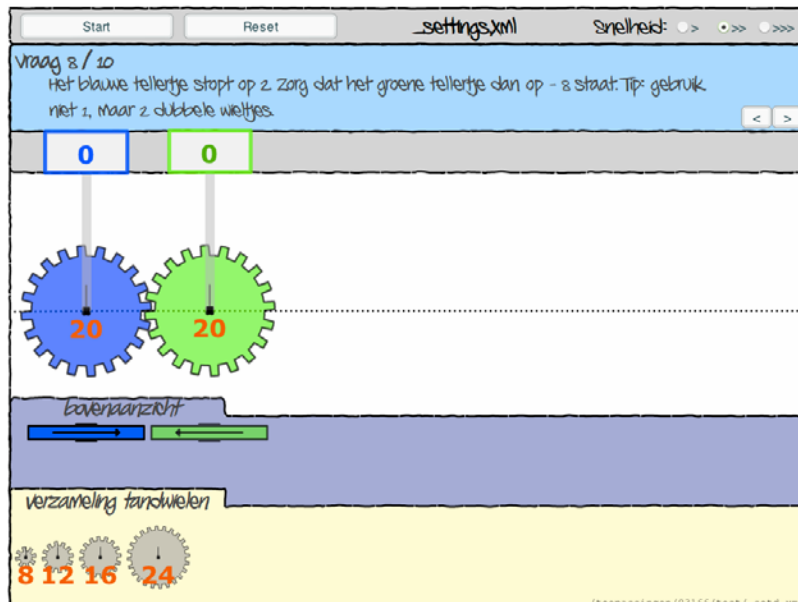 Start Reset _settings.xml Snelheid: > >> >>>
Vraag 8 / 10
Het blauwe tellertje stopt op 2. Zorg dat het groene tellertje dan op - 8 staat. Tip: gebruik
niet 1, maar 2 dubbele wieltjes.
< >
0 0
20 20
bovenaanzicht
verzameling tandwielen
8 12 16 24